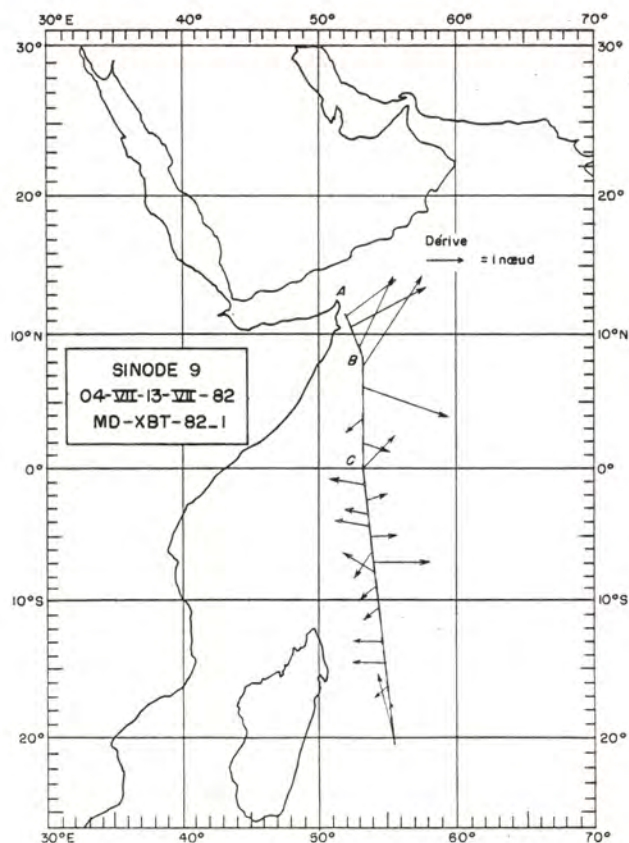 30°E 40° 50° 60° 70°
30° 30°
20° 20°
Dérive
= 1 nœud
A
10°N 10°
B
SINODE 9
04-VII-13-VII-82
MD-XBT-82_1
C
0° 0°
10°S 10°
20° 20°
30°E 40° 50° 60° 70°